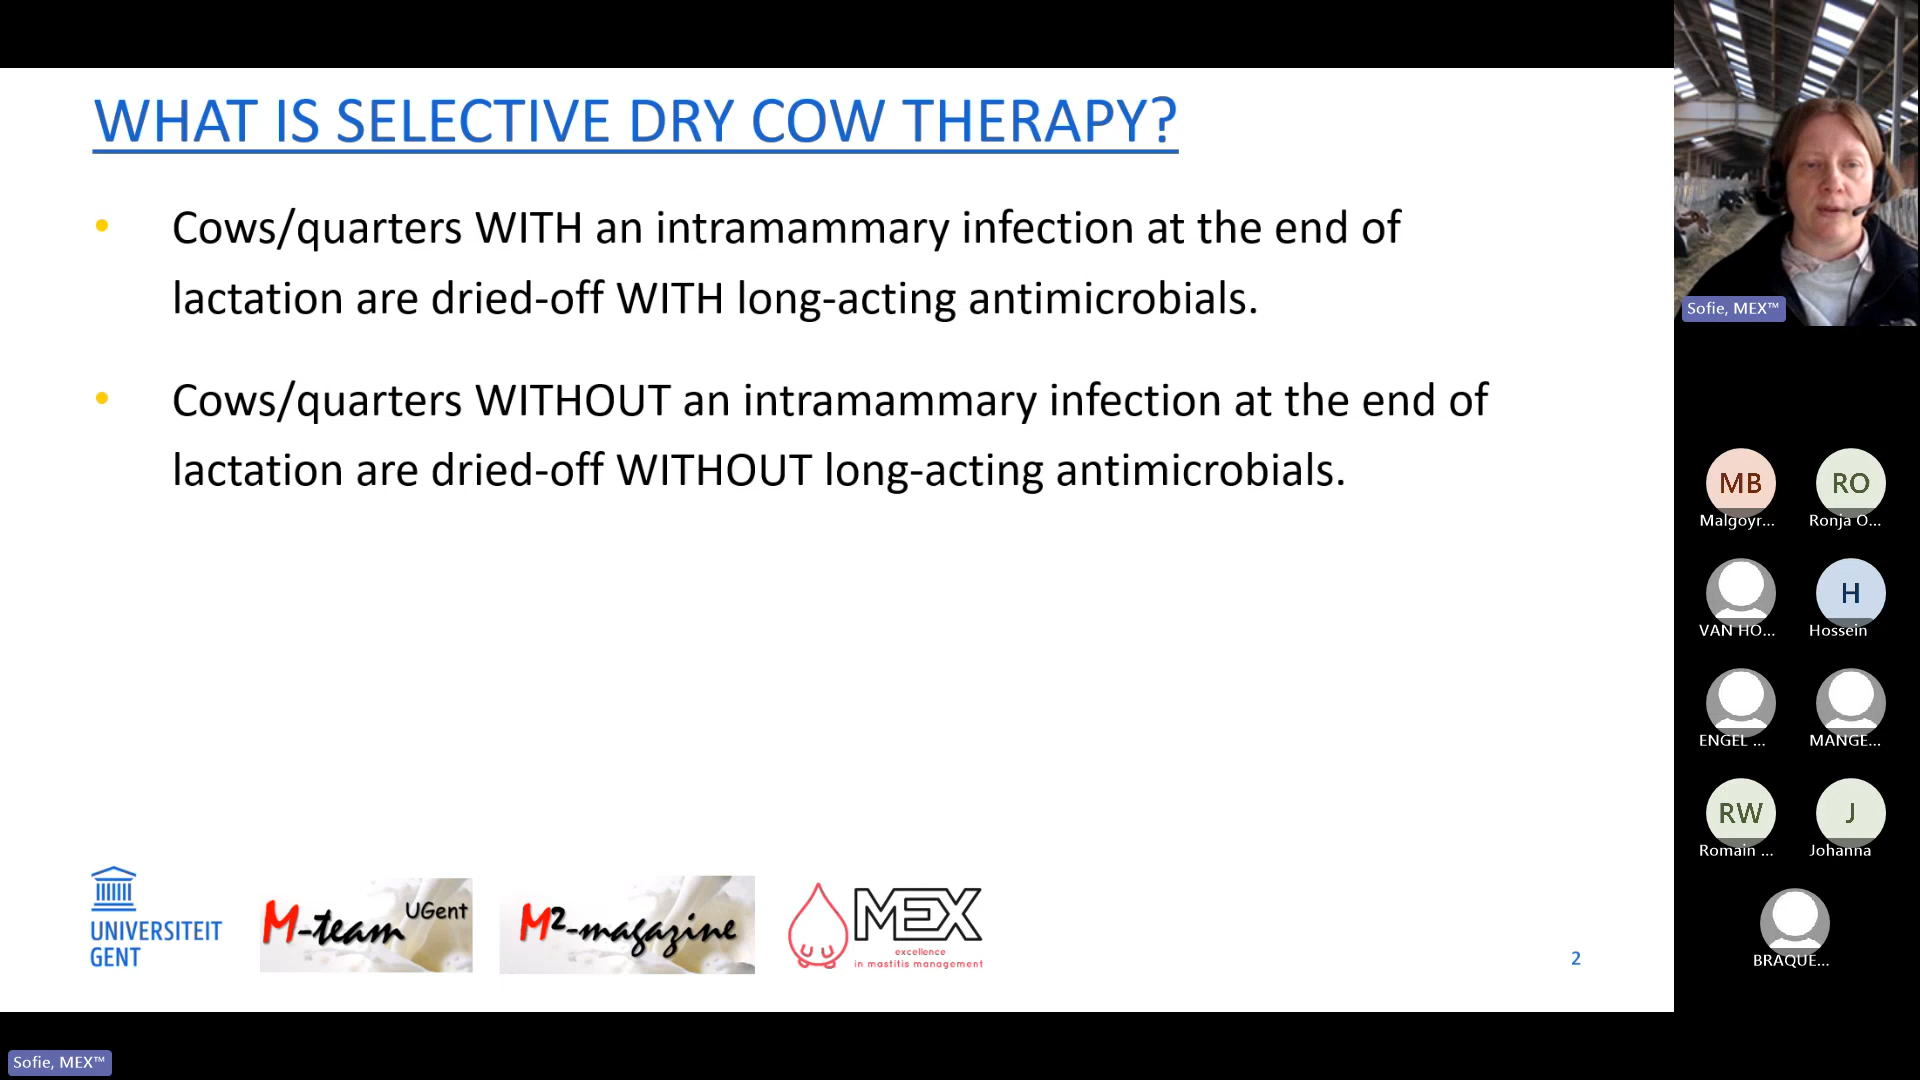 WHAT IS SELECTIVE DRY COW THERAPY?
• Cows/quarters WITH an intramammary infection at the end of
lactation are dried-off WITH long-acting antimicrobials.
• Cows/quarters WITHOUT an intramammary infection at the end of
lactation are dried-off WITHOUT long-acting antimicrobials.
UNIVERSITEIT
GENT
M-team UGent
M²-magazine
MEX
excellence
in mastitis management
2
Sofie, MEX™
MB
Malgoyr...
RO
Ronja O...
VAN HO...
H
Hossein
ENGEL ...
MANGE...
RW
Romain ...
J
Johanna
BRAQUE...
Sofie, MEX™